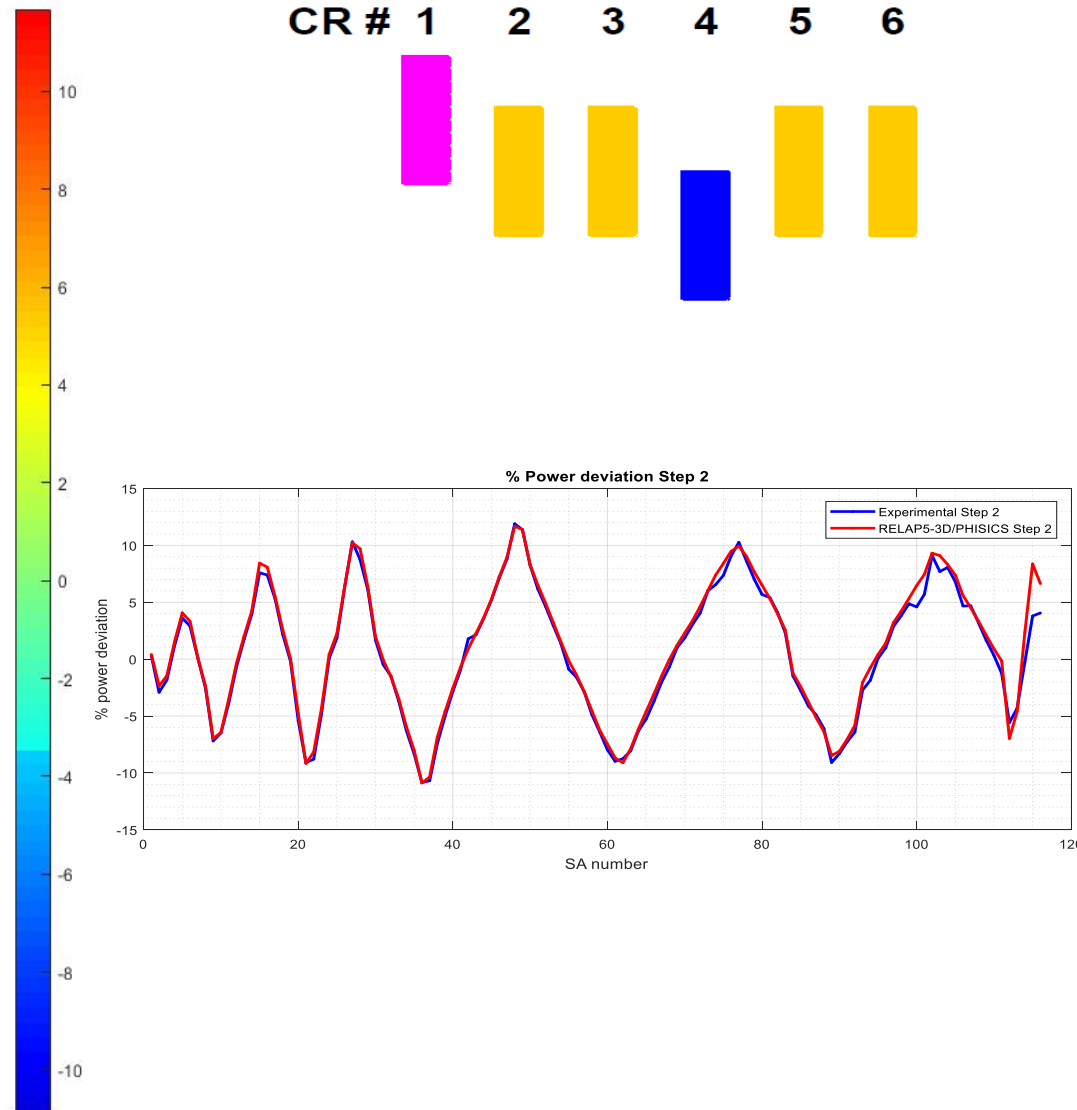 CR # 1 2 3 4 5 6
10
8
6
4
2
0
-2
-4
-6
-8
-10
% Power deviation Step 2
Experimental Step 2
RELAP5-3D/PHISICS Step 2
% power deviation
15
10
5
0
-5
-10
-15
0 20 40 60 80 100 120
SA number